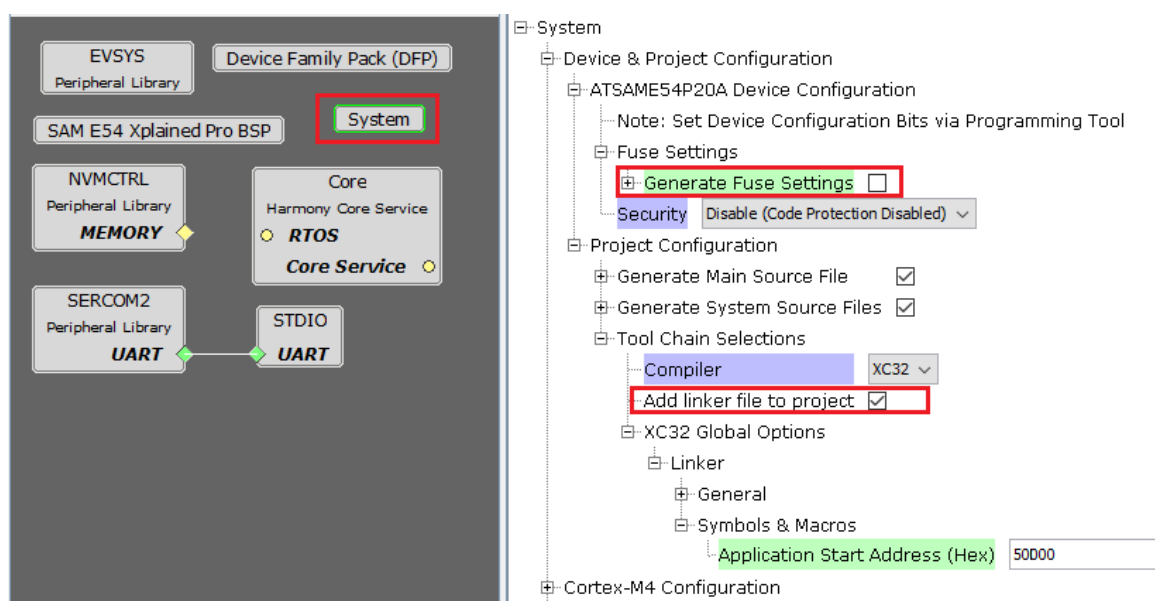 EVSYS
Peripheral Library
Device Family Pack (DFP)
System
SAM E54 Xplained Pro BSP
NVMCTRL
Peripheral Library
MEMORY
Core
Harmony Core Service
RTOS
Core Service
SERCOM2
Peripheral Library
UART
STDIO
UART
System
Device & Project Configuration
ATSAME54P20A Device Configuration
Note: Set Device Configuration Bits via Programming Tool
Fuse Settings
Generate Fuse Settings
Security Disable (Code Protection Disabled)
Project Configuration
Generate Main Source File
Generate System Source Files
Tool Chain Selections
Compiler XC32
Add linker file to project
XC32 Global Options
Linker
General
Symbols & Macros
Application Start Address (Hex) 50D00
Cortex-M4 Configuration